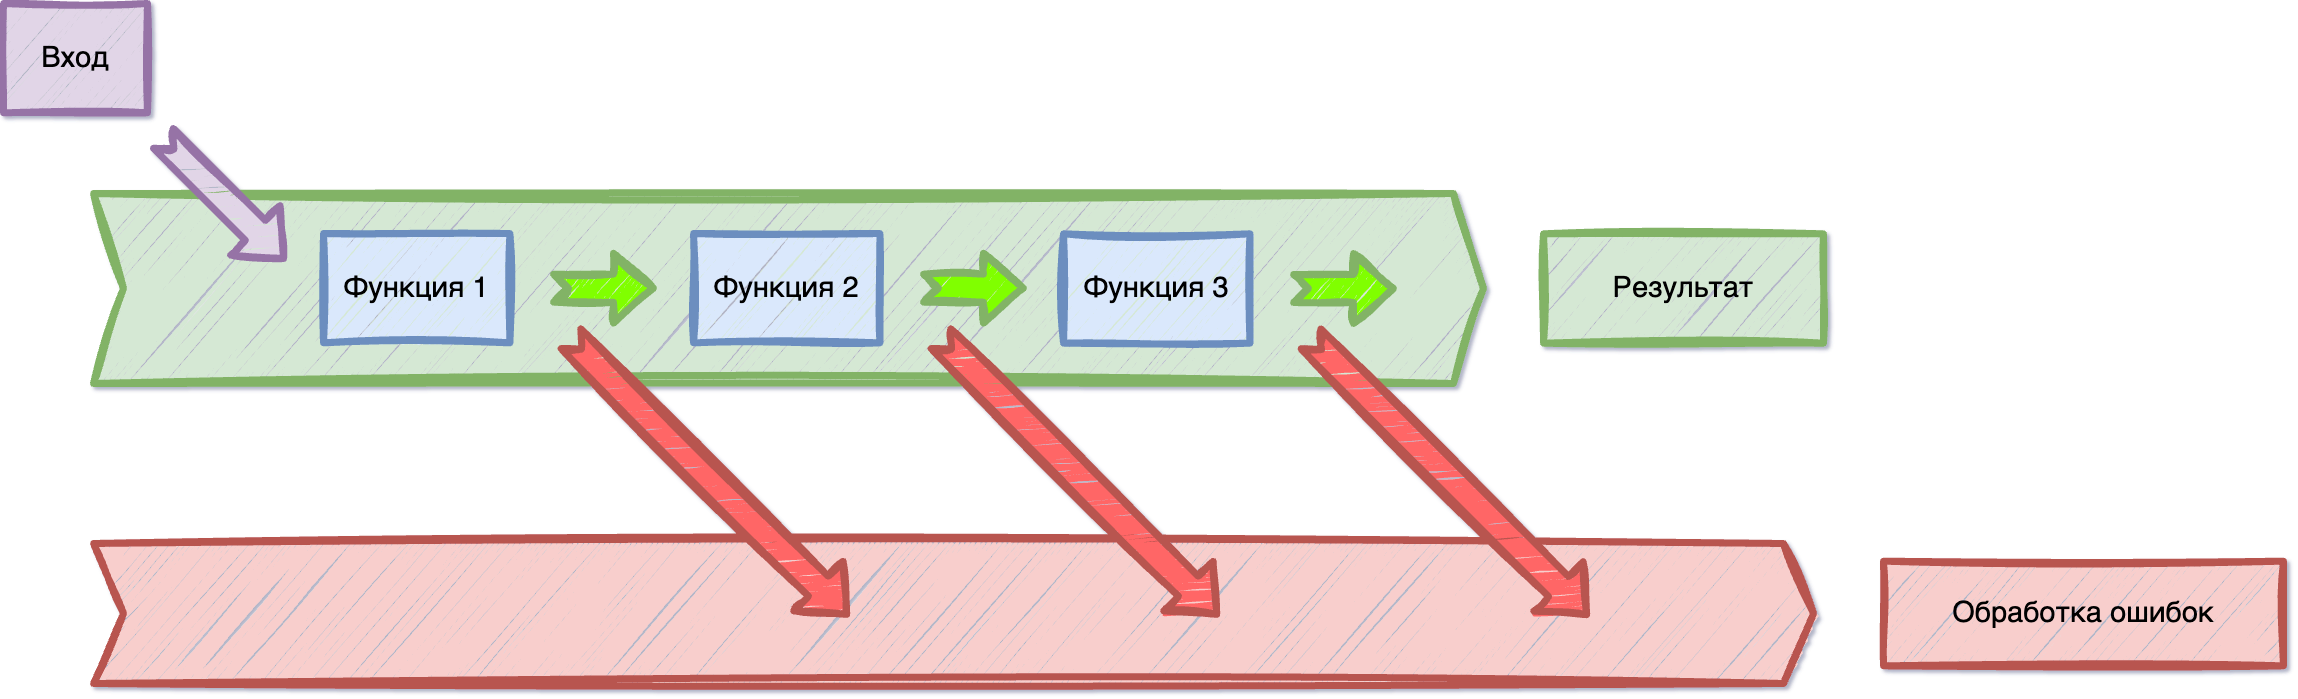 Вход
Функция 1
Функция 2
Функция 3
Результат
Обработка ошибок